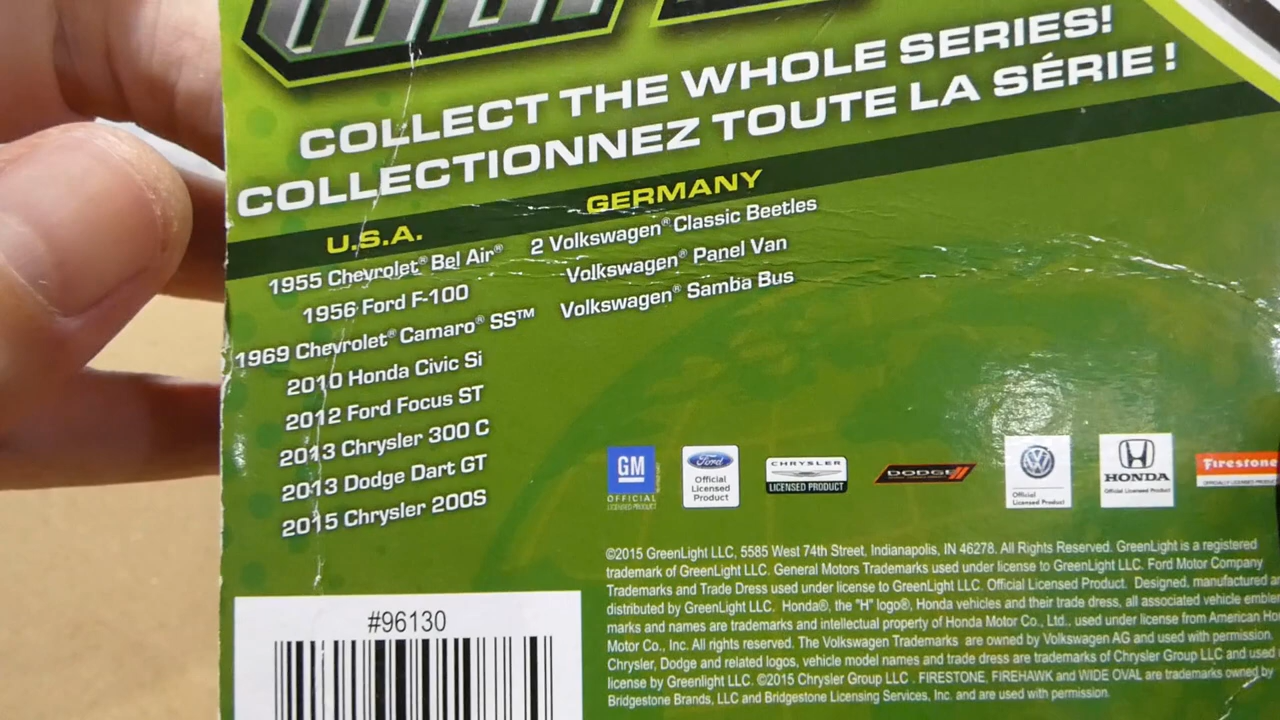 COLLECT THE WHOLE SERIES!
COLLECTIONNEZ TOUTE LA SÉRIE !
U.S.A.
1955 Chevrolet® Bel Air®
1956 Ford F-100
1969 Chevrolet® Camaro® SS™
2010 Honda Civic Si
2012 Ford Focus ST
2013 Chrysler 300 C
2013 Dodge Dart GT
2015 Chrysler 200S
GERMANY
2 Volkswagen® Classic Beetles
Volkswagen® Panel Van
Volkswagen® Samba Bus
GM
OFFICIAL
LICENSED PRODUCT
Ford
Official
Licensed
Product
CHRYSLER
LICENSED PRODUCT
DODGE
VW
Official
Licensed Product
HONDA
Official Licensed Product
Firestone
OFFICIALLY LICENSED
©2015 GreenLight LLC, 5585 West 74th Street, Indianapolis, IN 46278. All Rights Reserved. GreenLight is a registered
trademark of GreenLight LLC. General Motors Trademarks used under license to GreenLight LLC. Ford Motor Company
Trademarks and Trade Dress used under license to GreenLight LLC. Official Licensed Product. Designed, manufactured
distributed by GreenLight LLC. Honda®, the "H" logo®, Honda vehicles and their trade dress, all associated vehicle
marks and names are trademarks and intellectual property of Honda Motor Co., Ltd., used under license from American
Motor Co., Inc. All rights reserved. The Volkswagen Trademarks are owned by Volkswagen AG and used with permission.
Chrysler, Dodge and related logos, vehicle model names and trade dress are trademarks of Chrysler Group LLC and used
license by Greenlight LLC. ©2015 Chrysler Group LLC . FIRESTONE, FIREHAWK and WIDE OVAL are trademarks owned by
Bridgestone Brands, LLC and Bridgestone Licensing Services, Inc. and are used with permission.
#96130